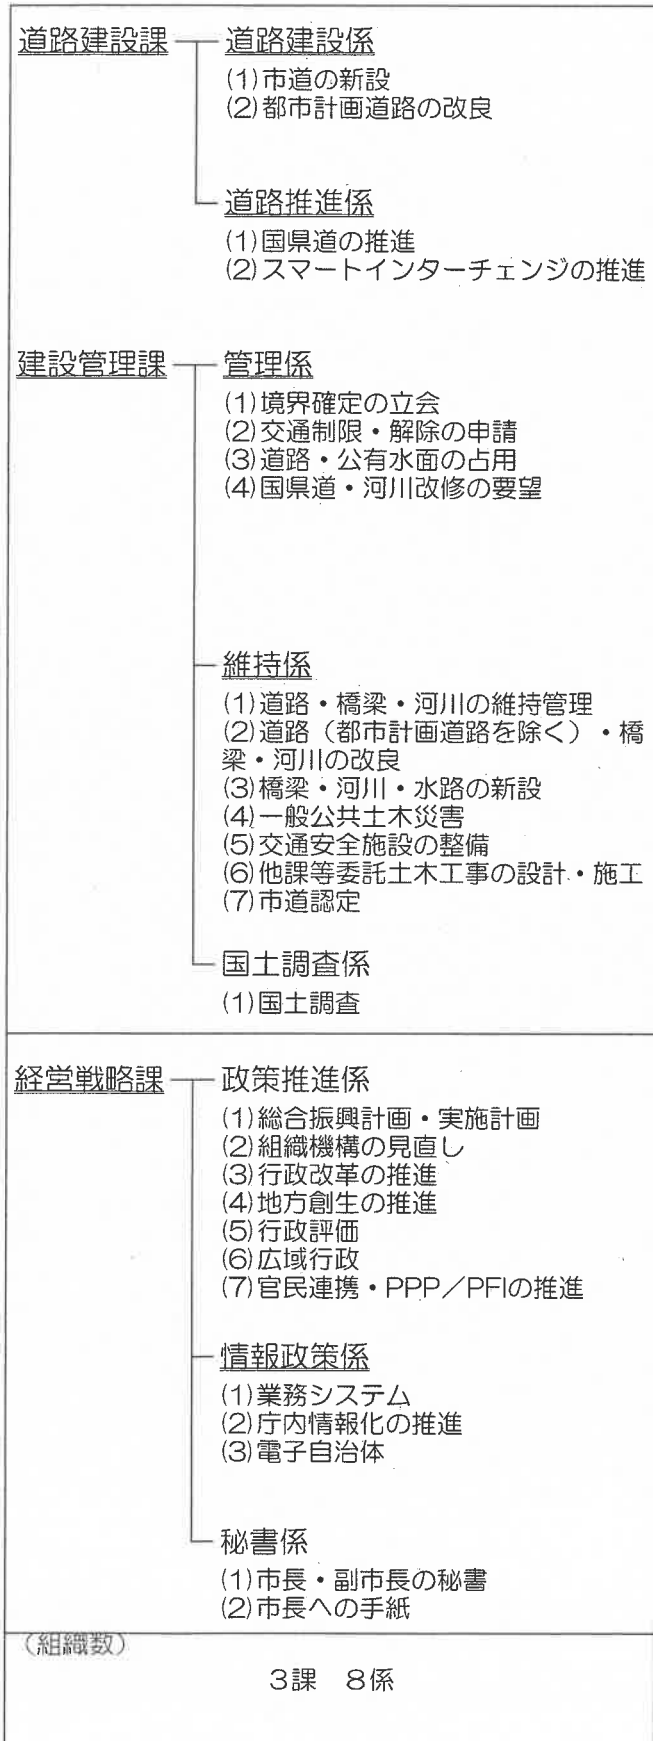 道路建設課 道路建設係
(1)市道の新設
(2)都市計画道路の改良
道路推進係
(1)国県道の推進
(2)スマートインターチェンジの推進
建設管理課 管理係
(1)境界確定の立会
(2)交通制限・解除の申請
(3)道路・公有水面の占用
(4)国県道・河川改修の要望
維持係
(1)道路・橋梁・河川の維持管理
(2)道路（都市計画道路を除く）・橋
梁・河川の改良
(3)橋梁・河川・水路の新設
(4)一般公共土木災害
(5)交通安全施設の整備
(6)他課等委託土木工事の設計・施工
(7)市道認定
国土調査係
(1)国土調査
経営戦略課 政策推進係
(1)総合振興計画・実施計画
(2)組織機構の見直し
(3)行政改革の推進
(4)地方創生の推進
(5)行政評価
(6)広域行政
(7)官民連携・PPP／PFIの推進
情報政策係
(1)業務システム
(2)庁内情報化の推進
(3)電子自治体
秘書係
(1)市長・副市長の秘書
(2)市長への手紙
（組織数）
3課 8係